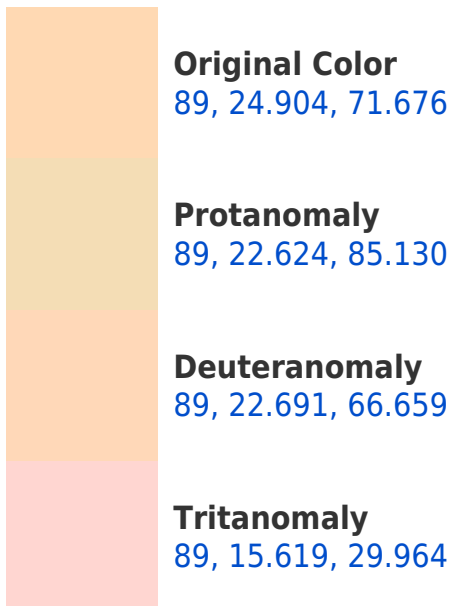 Original Color
89, 24.904, 71.676
Protanomaly
89, 22.624, 85.130
Deuteranomaly
89, 22.691, 66.659
Tritanomaly
89, 15.619, 29.964